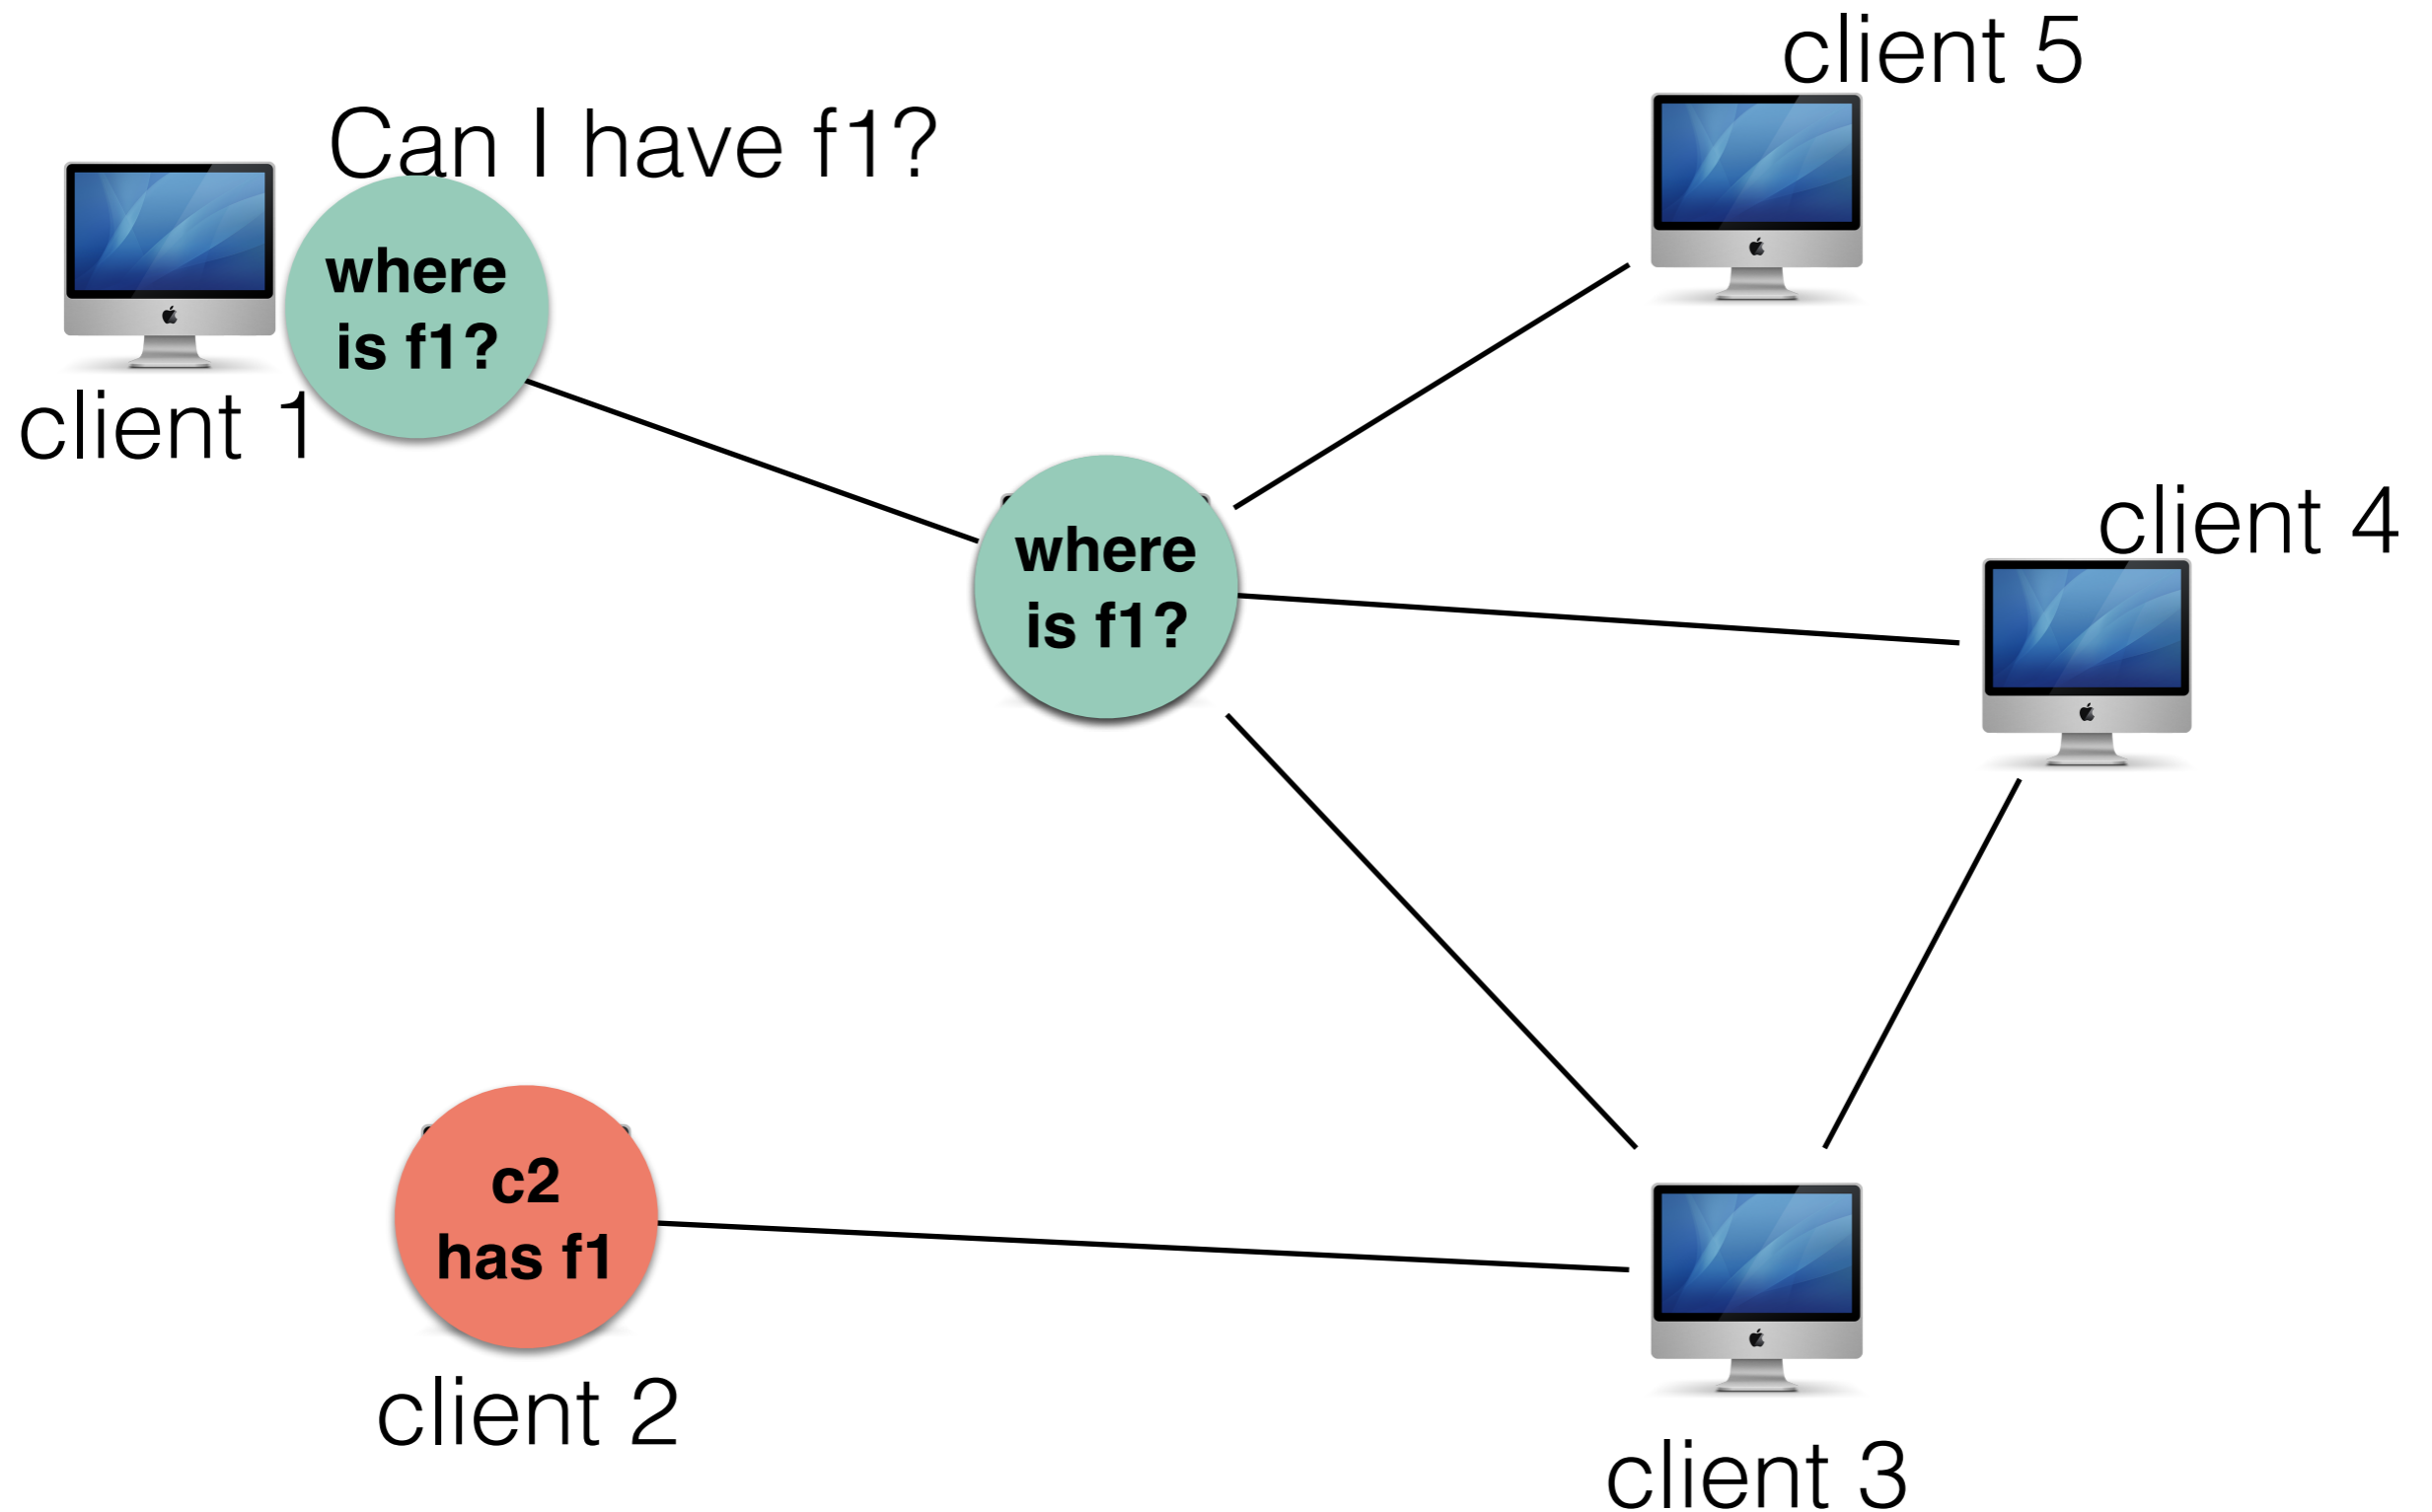 client 5
Can I have f1?
where
is f1?
client 1
client 4
where
is f1?
c2
has f1
client 2
client 3